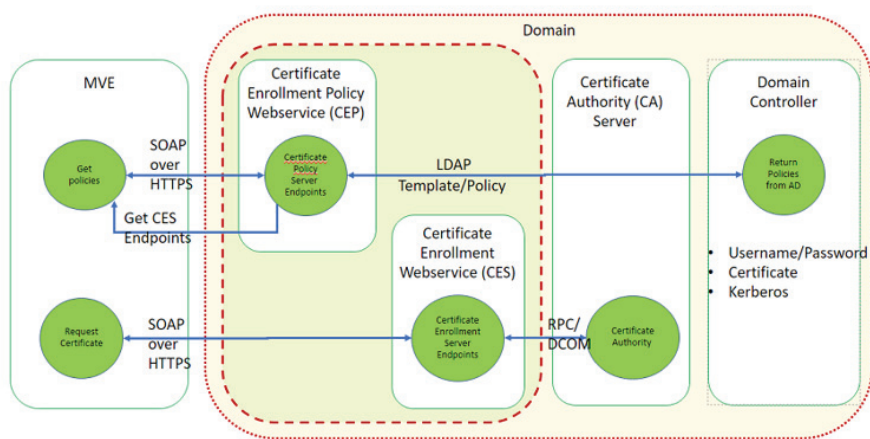 Domain
MVE
Certificate
Enrollment Policy
Webservice (CEP)
Certificate
Authority (CA)
Server
Domain
Controller
Get
policies
SOAP
over
HTTPS
Certificate
Policy
Server
Endpoints
LDAP
Template/Policy
Return
Policies
from AD
Get CES
Endpoints
Certificate
Enrollment
Webservice (CES)
• Username/Password
• Certificate
• Kerberos
Request
Certificate
SOAP
over
HTTPS
Certificate
Enrollment
Server
Endpoints
RPC/
DCOM
Certificate
Authority